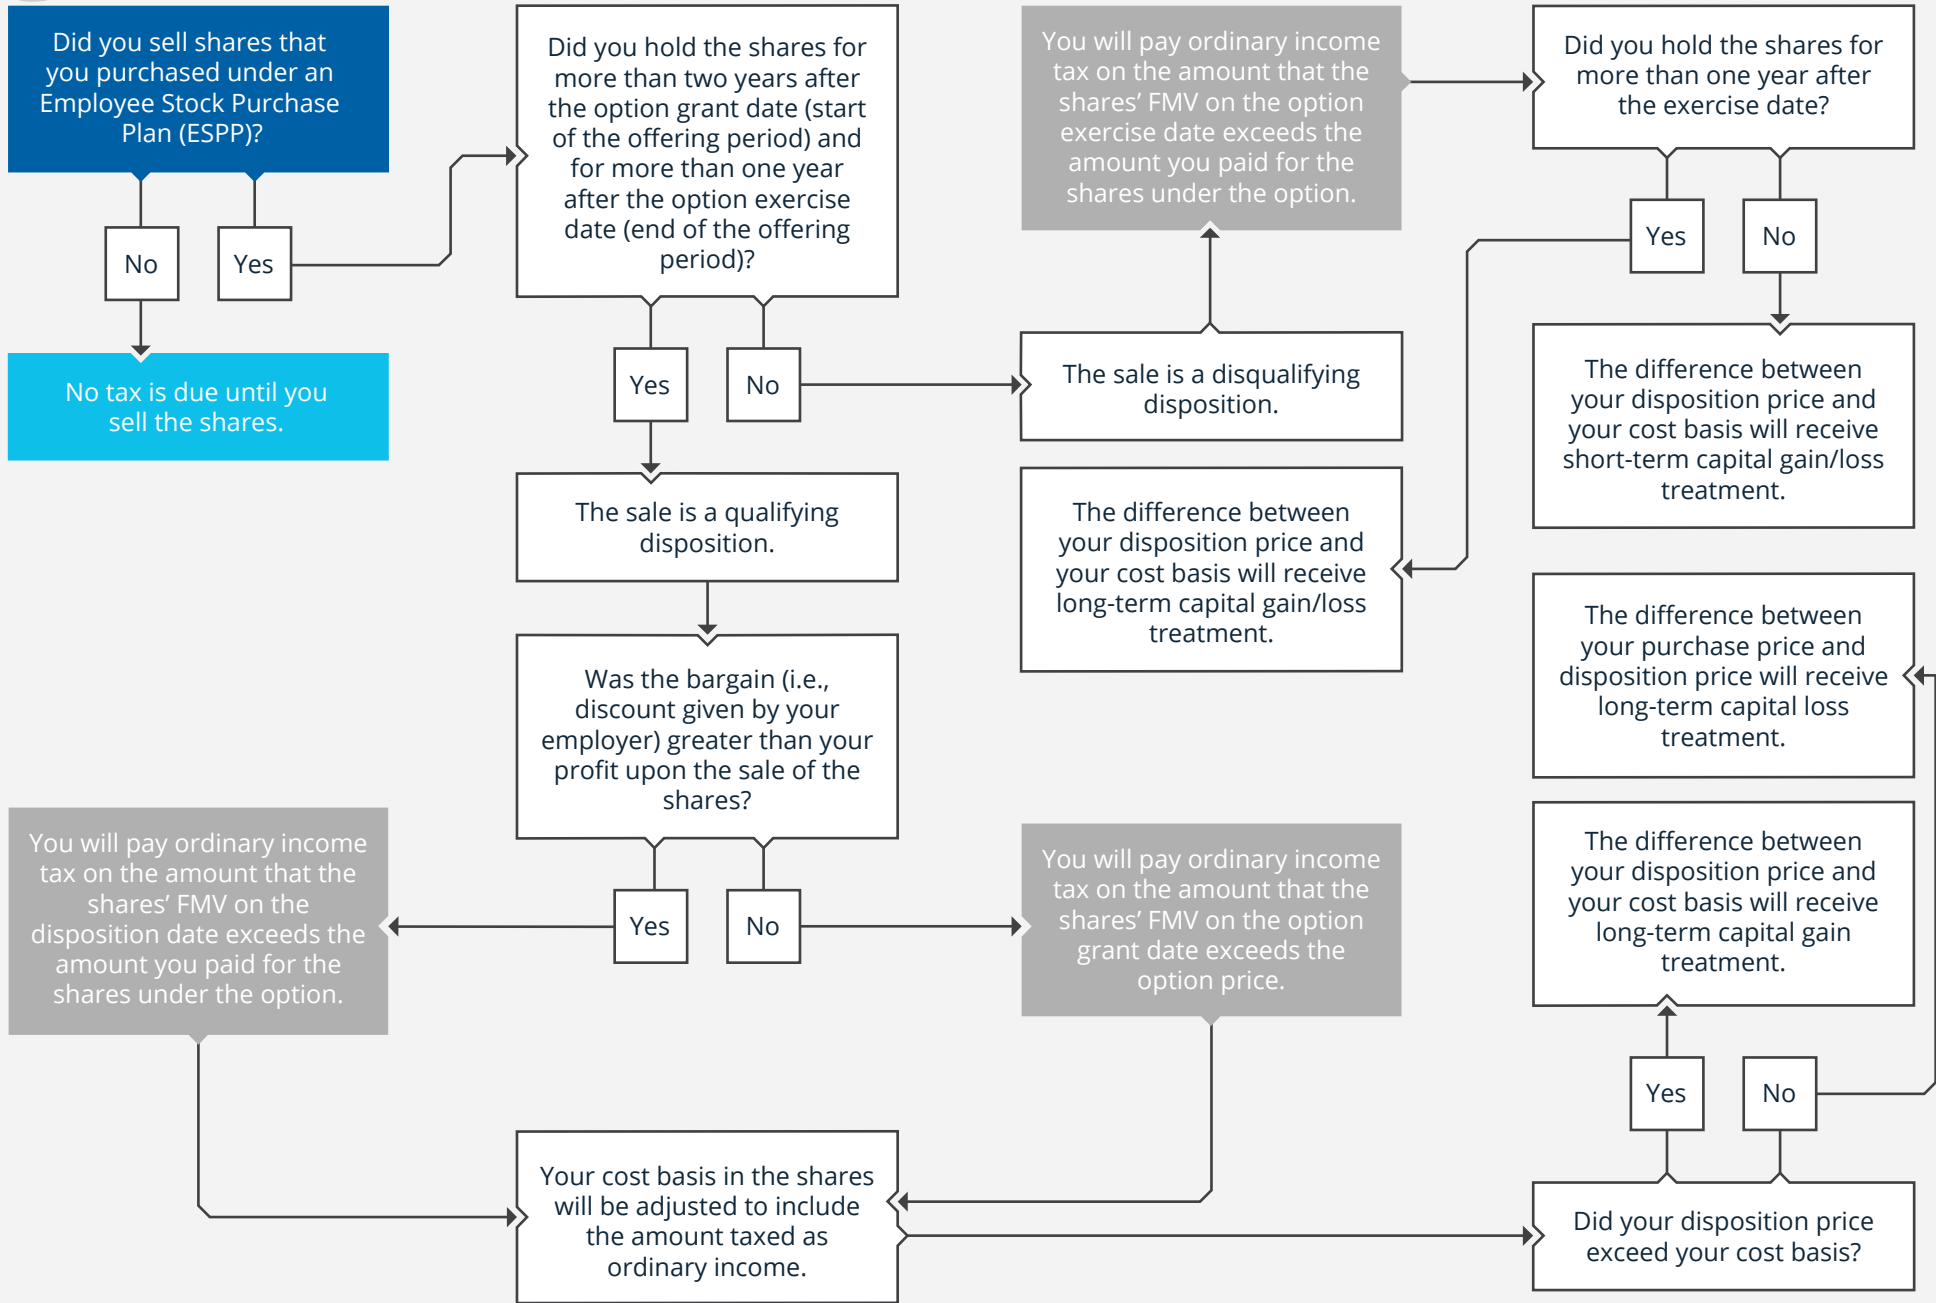 Did you sell shares that
you purchased under an
Employee Stock Purchase
Plan (ESPP)?
No
Yes
No tax is due until you
sell the shares.
Did you hold the shares for
more than two years after
the option grant date (start
of the offering period) and
for more than one year
after the option exercise
date (end of the offering
period)?
Yes
No
The sale is a qualifying
disposition.
Was the bargain (i.e.,
discount given by your
employer) greater than your
profit upon the sale of the
shares?
Yes
No
You will pay ordinary income
tax on the amount that the
shares’ FMV on the
disposition date exceeds the
amount you paid for the
shares under the option.
You will pay ordinary income
tax on the amount that the
shares’ FMV on the option
grant date exceeds the
option price.
Your cost basis in the shares
will be adjusted to include
the amount taxed as
ordinary income.
The sale is a disqualifying
disposition.
You will pay ordinary income
tax on the amount that the
shares’ FMV on the option
exercise date exceeds the
amount you paid for the
shares under the option.
Did you hold the shares for
more than one year after
the exercise date?
Yes
No
The difference between
your disposition price and
your cost basis will receive
short-term capital gain/loss
treatment.
The difference between
your disposition price and
your cost basis will receive
long-term capital gain/loss
treatment.
The difference between
your purchase price and
disposition price will receive
long-term capital loss
treatment.
The difference between
your disposition price and
your cost basis will receive
long-term capital gain
treatment.
Yes
No
Did your disposition price
exceed your cost basis?